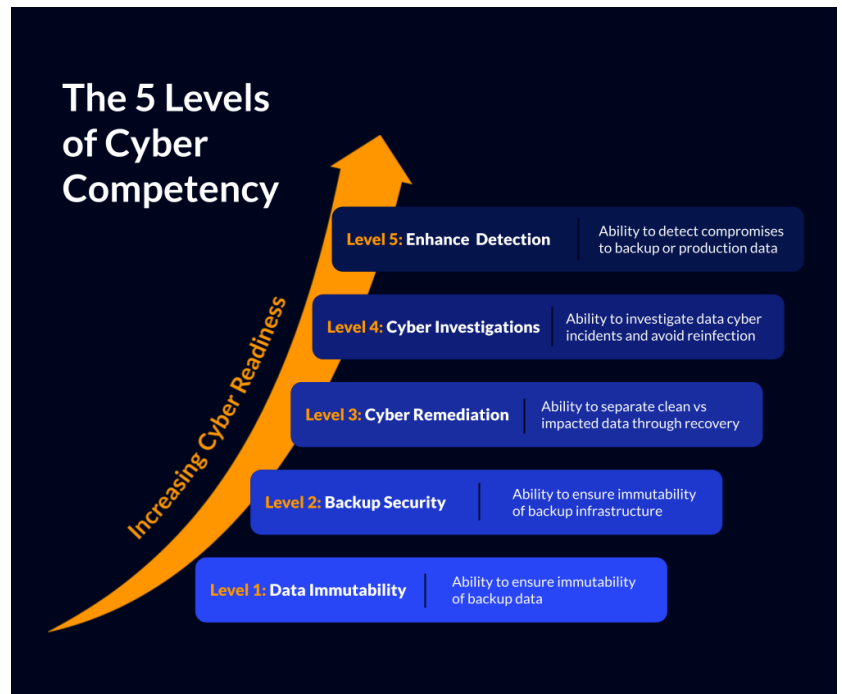 The 5 Levels
of Cyber
Competency
Increasing Cyber Readiness
Level 5: Enhance Detection
Ability to detect compromises
to backup or production data
Level 4: Cyber Investigations
Ability to investigate data cyber
incidents and avoid reinfection
Level 3: Cyber Remediation
Ability to separate clean vs
impacted data through recovery
Level 2: Backup Security
Ability to ensure immutability
of backup infrastructure
Level 1: Data Immutability
Ability to ensure immutability
of backup data